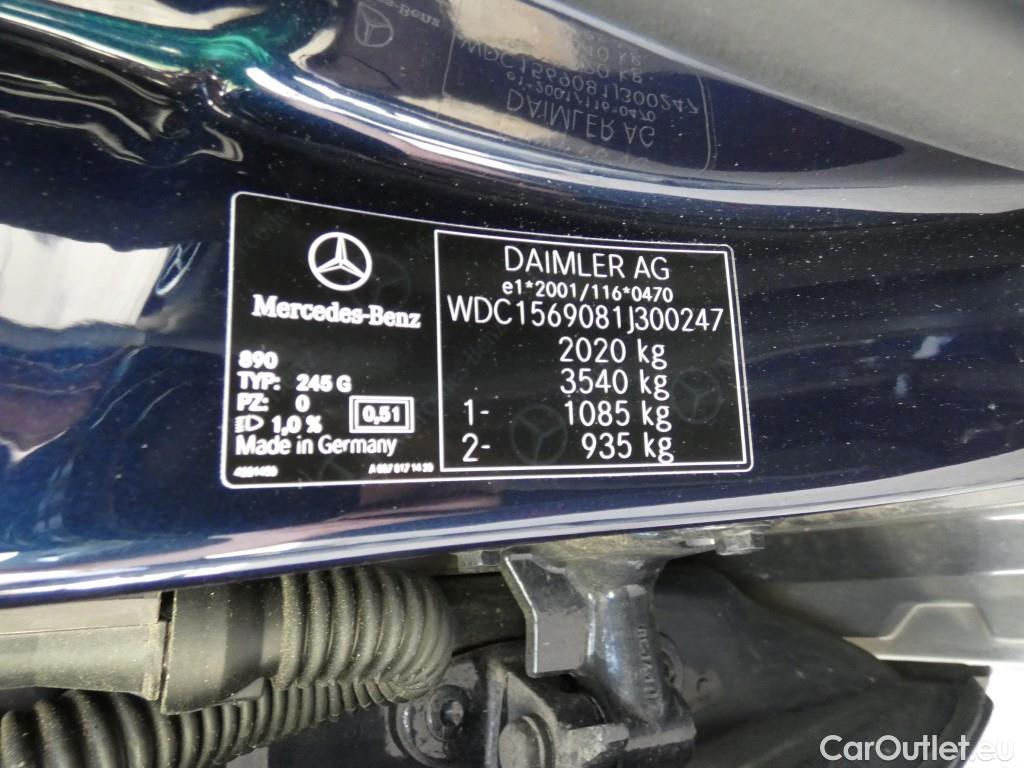 Mercedes-Benz
890
TYP: 245 G
PZ: 0
1,0 %
0,51
Made in Germany
DAIMLER AG
e1*2001/116*0470
WDC1569081J300247
2020 kg
3540 kg
1- 1085 kg
2- 935 kg
CarOutlet.eu